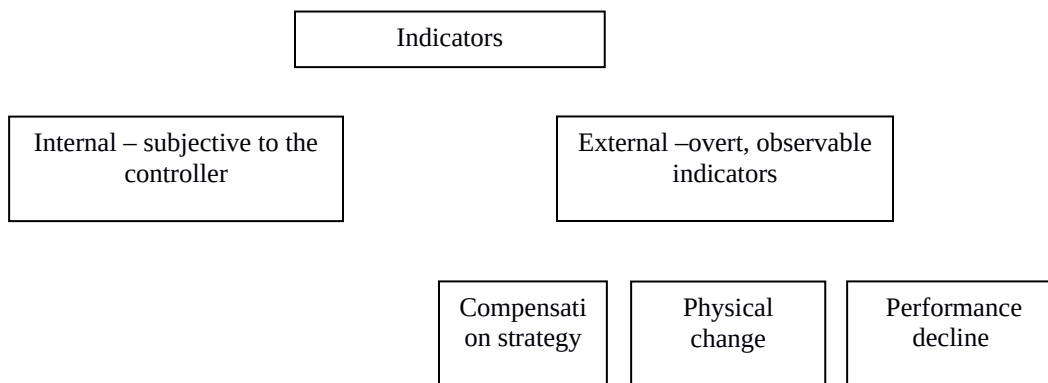 Indicators
Internal – subjective to the
controller
External –overt, observable
indicators
Compensati
on strategy
Physical
change
Performance
decline